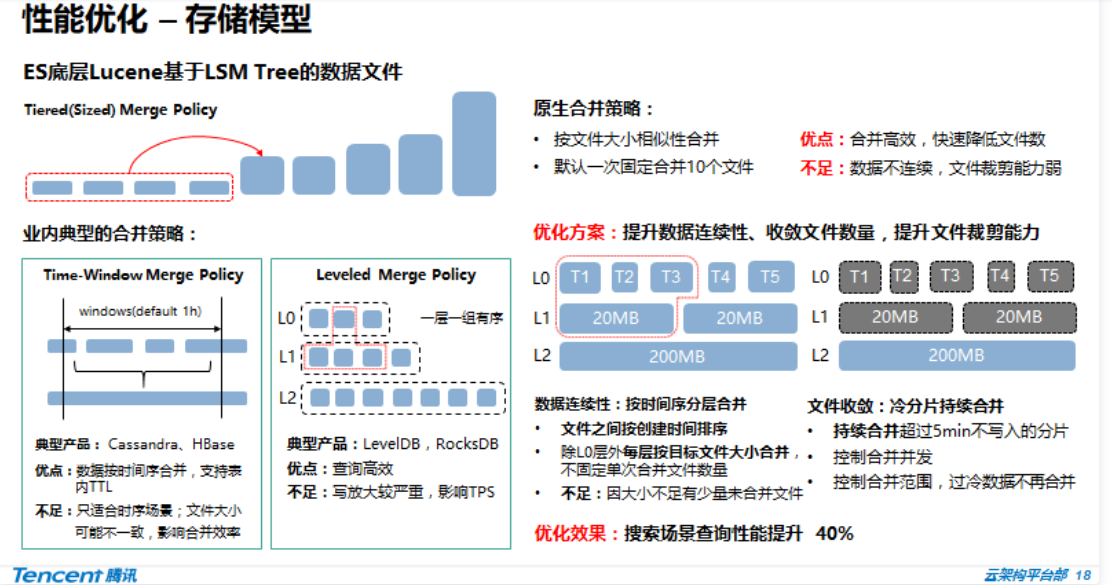 性能优化 – 存储模型
ES底层Lucene基于LSM Tree的数据文件
Tiered(Sized) Merge Policy
原生合并策略：
• 按文件大小相似性合并
• 默认一次固定合并10个文件
优点：合并高效，快速降低文件数
不足：数据不连续，文件裁剪能力弱
业内典型的合并策略：
Time-Window Merge Policy
windows(default 1h)
典型产品： Cassandra、HBase
优点：数据按时间序合并，支持表
内TTL
不足：只适合时序场景；文件大小
可能不一致，影响合并效率
Leveled Merge Policy
L0
一层一组有序
L1
L2
典型产品：LevelDB，RocksDB
优点：查询高效
不足：写放大较严重，影响TPS
优化方案：提升数据连续性、收敛文件数量，提升文件裁剪能力
L0 T1 T2 T3 T4 T5
L1 20MB 20MB
L2 200MB
L0 T1 T2 T3 T4 T5
L1 20MB 20MB
L2 200MB
数据连续性：按时间序分层合并
• 文件之间按创建时间排序
• 除L0层外每层按目标文件大小合并，
不固定单次合并文件数量
• 不足：因大小不足有少量未合并文件
文件收敛：冷分片持续合并
• 持续合并超过5min不写入的分片
• 控制合并并发
• 控制合并范围，过冷数据不再合并
优化效果：搜索场景查询性能提升 40%
Tencent 腾讯
云架构平台部 18